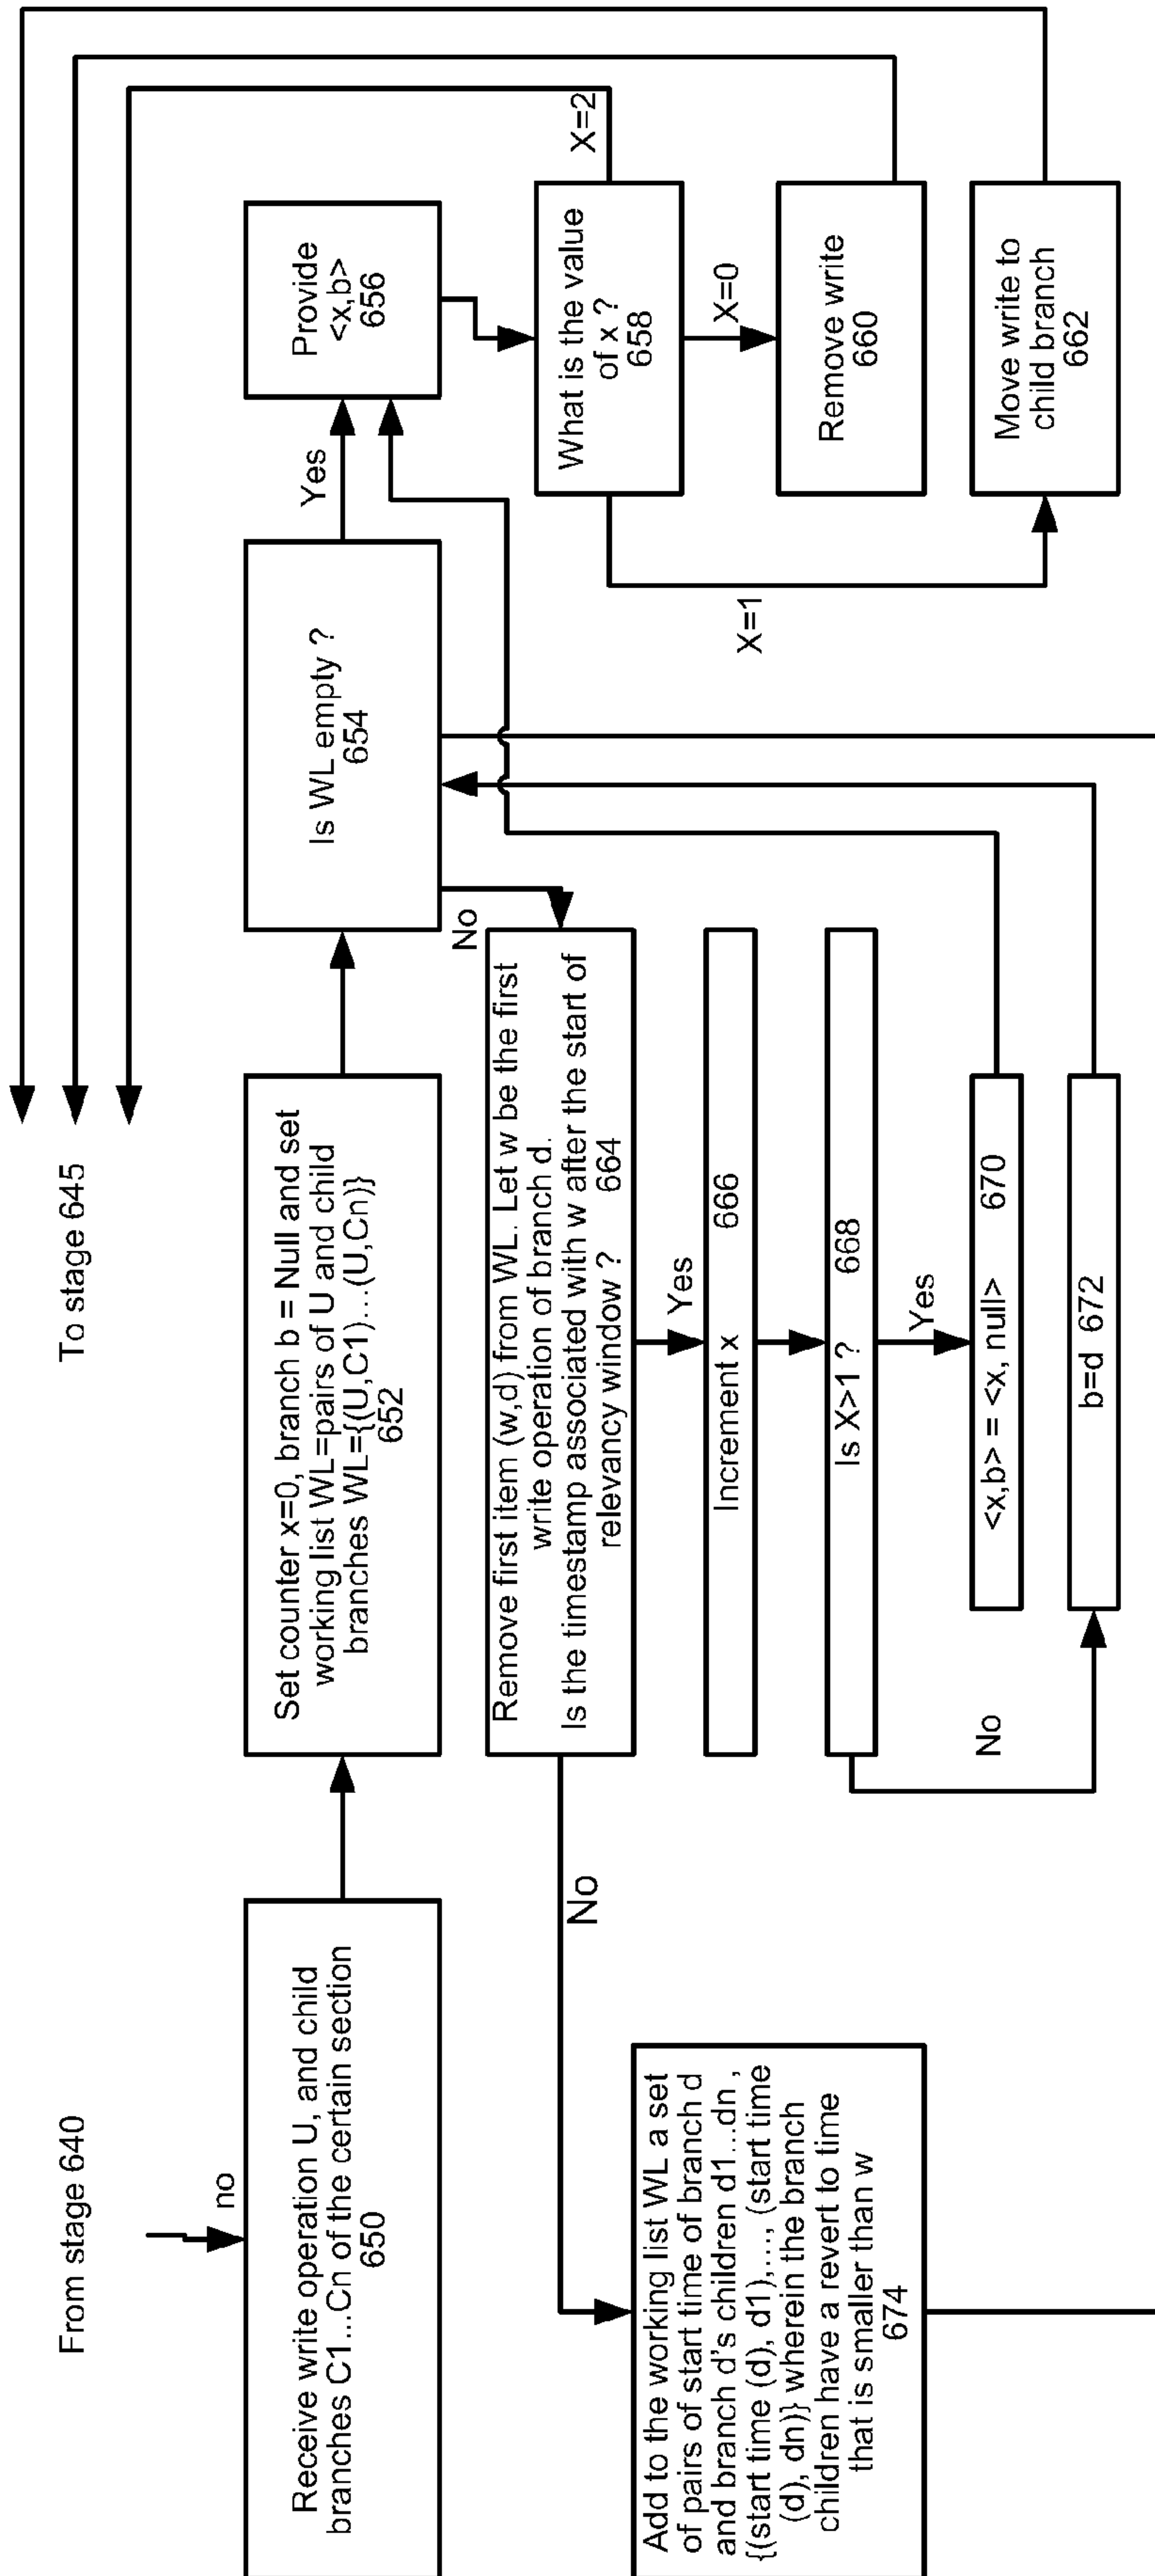 From stage 640
To stage 645
no
Receive write operation U, and child
branches C1...Cn of the certain section
650
Set counter x=0, branch b = Null and set
working list WL=pairs of U and child
branches WL={(U,C1)...(U,Cn)}
652
Is WL empty ?
654
Yes
Provide
<x,b>
656
No
Remove first item (w,d) from WL. Let w be the first
write operation of branch d.
Is the timestamp associated with w after the start of
relevancy window ? 664
What is the value
of x ?
658
X=2
X=0
X=1
Yes
No
Increment x 666
Remove write
660
Add to the working list WL a set
of pairs of start time of branch d
and branch d's children d1...dn ,
{(start time (d), d1),..., (start time
(d), dn)} wherein the branch
children have a revert to time
that is smaller than w
674
Is X>1 ? 668
Yes
No
<x,b> = <x, null> 670
Move write to
child branch
662
b=d 672